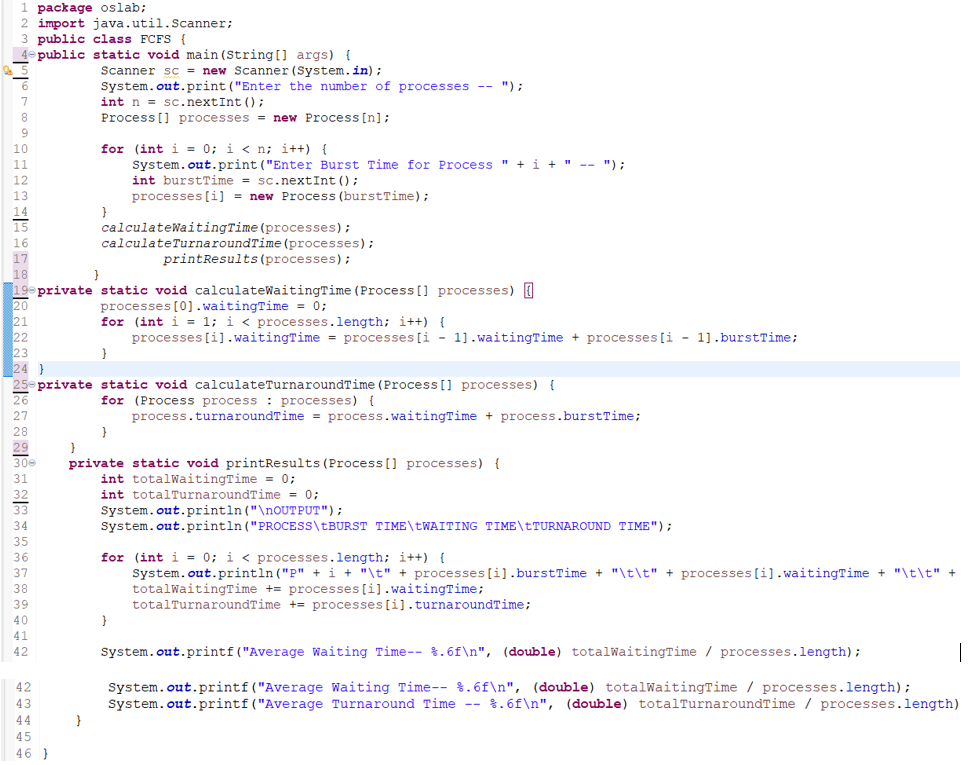 1 package oslab;
2 import java.util.Scanner;
3 public class FCFS {
4 public static void main(String[] args) {
5 Scanner sc = new Scanner(System.in);
6 System.out.print("Enter the number of processes -- ");
7 int n = sc.nextInt();
8 Process[] processes = new Process[n];
9
10 for (int i = 0; i < n; i++) {
11 System.out.print("Enter Burst Time for Process " + i + " -- ");
12 int burstTime = sc.nextInt();
13 processes[i] = new Process(burstTime);
14 }
15 calculateWaitingTime(processes);
16 calculateTurnaroundTime(processes);
17 printResults(processes);
18 }
19 private static void calculateWaitingTime(Process[] processes) {
20 processes[0].waitingTime = 0;
21 for (int i = 1; i < processes.length; i++) {
22 processes[i].waitingTime = processes[i - 1].waitingTime + processes[i - 1].burstTime;
23 }
24 }
25 private static void calculateTurnaroundTime(Process[] processes) {
26 for (Process process : processes) {
27 process.turnaroundTime = process.waitingTime + process.burstTime;
28 }
29 }
30 private static void printResults(Process[] processes) {
31 int totalWaitingTime = 0;
32 int totalTurnaroundTime = 0;
33 System.out.println("\nOUTPUT");
34 System.out.println("PROCESS\tBURST TIME\tWAITING TIME\tTURNAROUND TIME");
35
36 for (int i = 0; i < processes.length; i++) {
37 System.out.println("P" + i + "\t" + processes[i].burstTime + "\t\t" + processes[i].waitingTime + "\t\t" +
38 totalWaitingTime += processes[i].waitingTime;
39 totalTurnaroundTime += processes[i].turnaroundTime;
40 }
41
42 System.out.printf("Average Waiting Time-- %.6f\n", (double) totalWaitingTime / processes.length);
42 System.out.printf("Average Waiting Time-- %.6f\n", (double) totalWaitingTime / processes.length);
43 System.out.printf("Average Turnaround Time -- %.6f\n", (double) totalTurnaroundTime / processes.length)
44 }
45
46 }